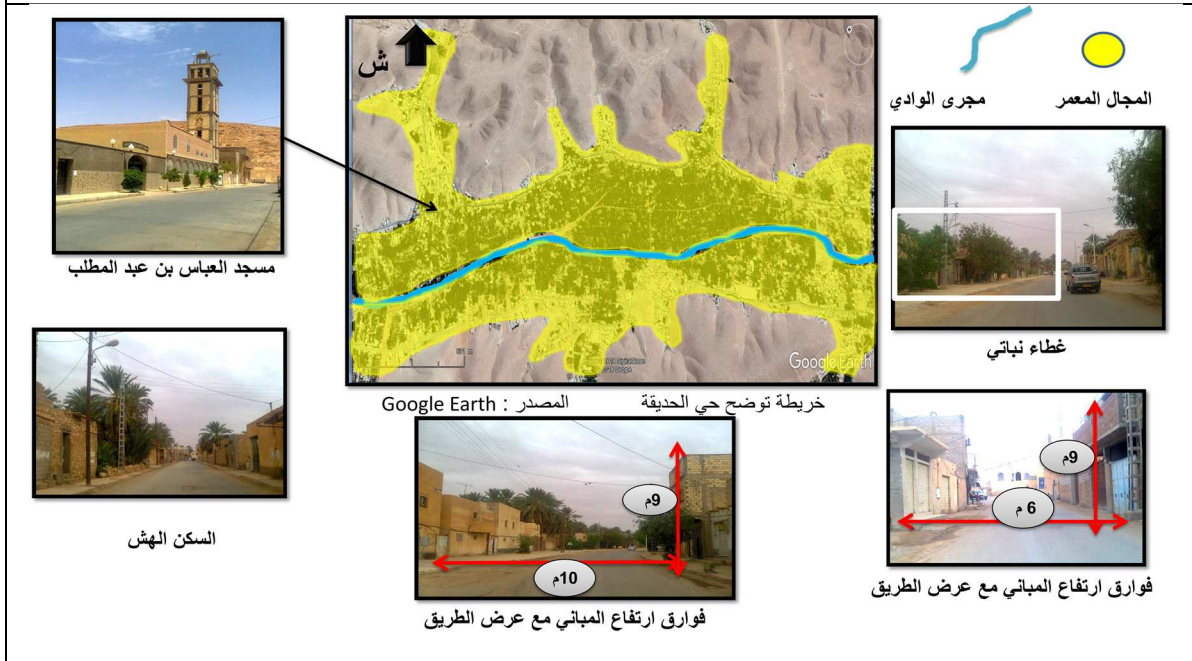 ش
المجال المعمر
مجرى الوادي
مسجد العباس بن عبد المطلب
غطاء نباتي
Google Earth
خريطة توضح حي الحديقة
المصدر : Google Earth
السكن الهش
9م
10م
فوارق ارتفاع المباني مع عرض الطريق
9م
6 م
فوارق ارتفاع المباني مع عرض الطريق